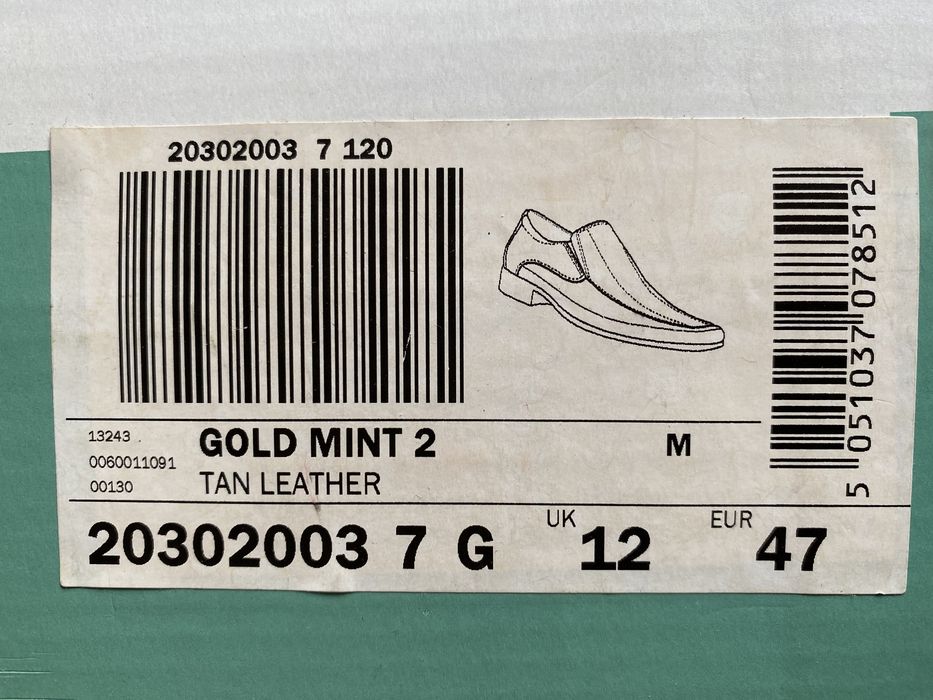 20302003 7 120
5 051037 078512
13243
0060011091
00130
GOLD MINT 2
TAN LEATHER
M
20302003 7 G
UK 12
EUR 47